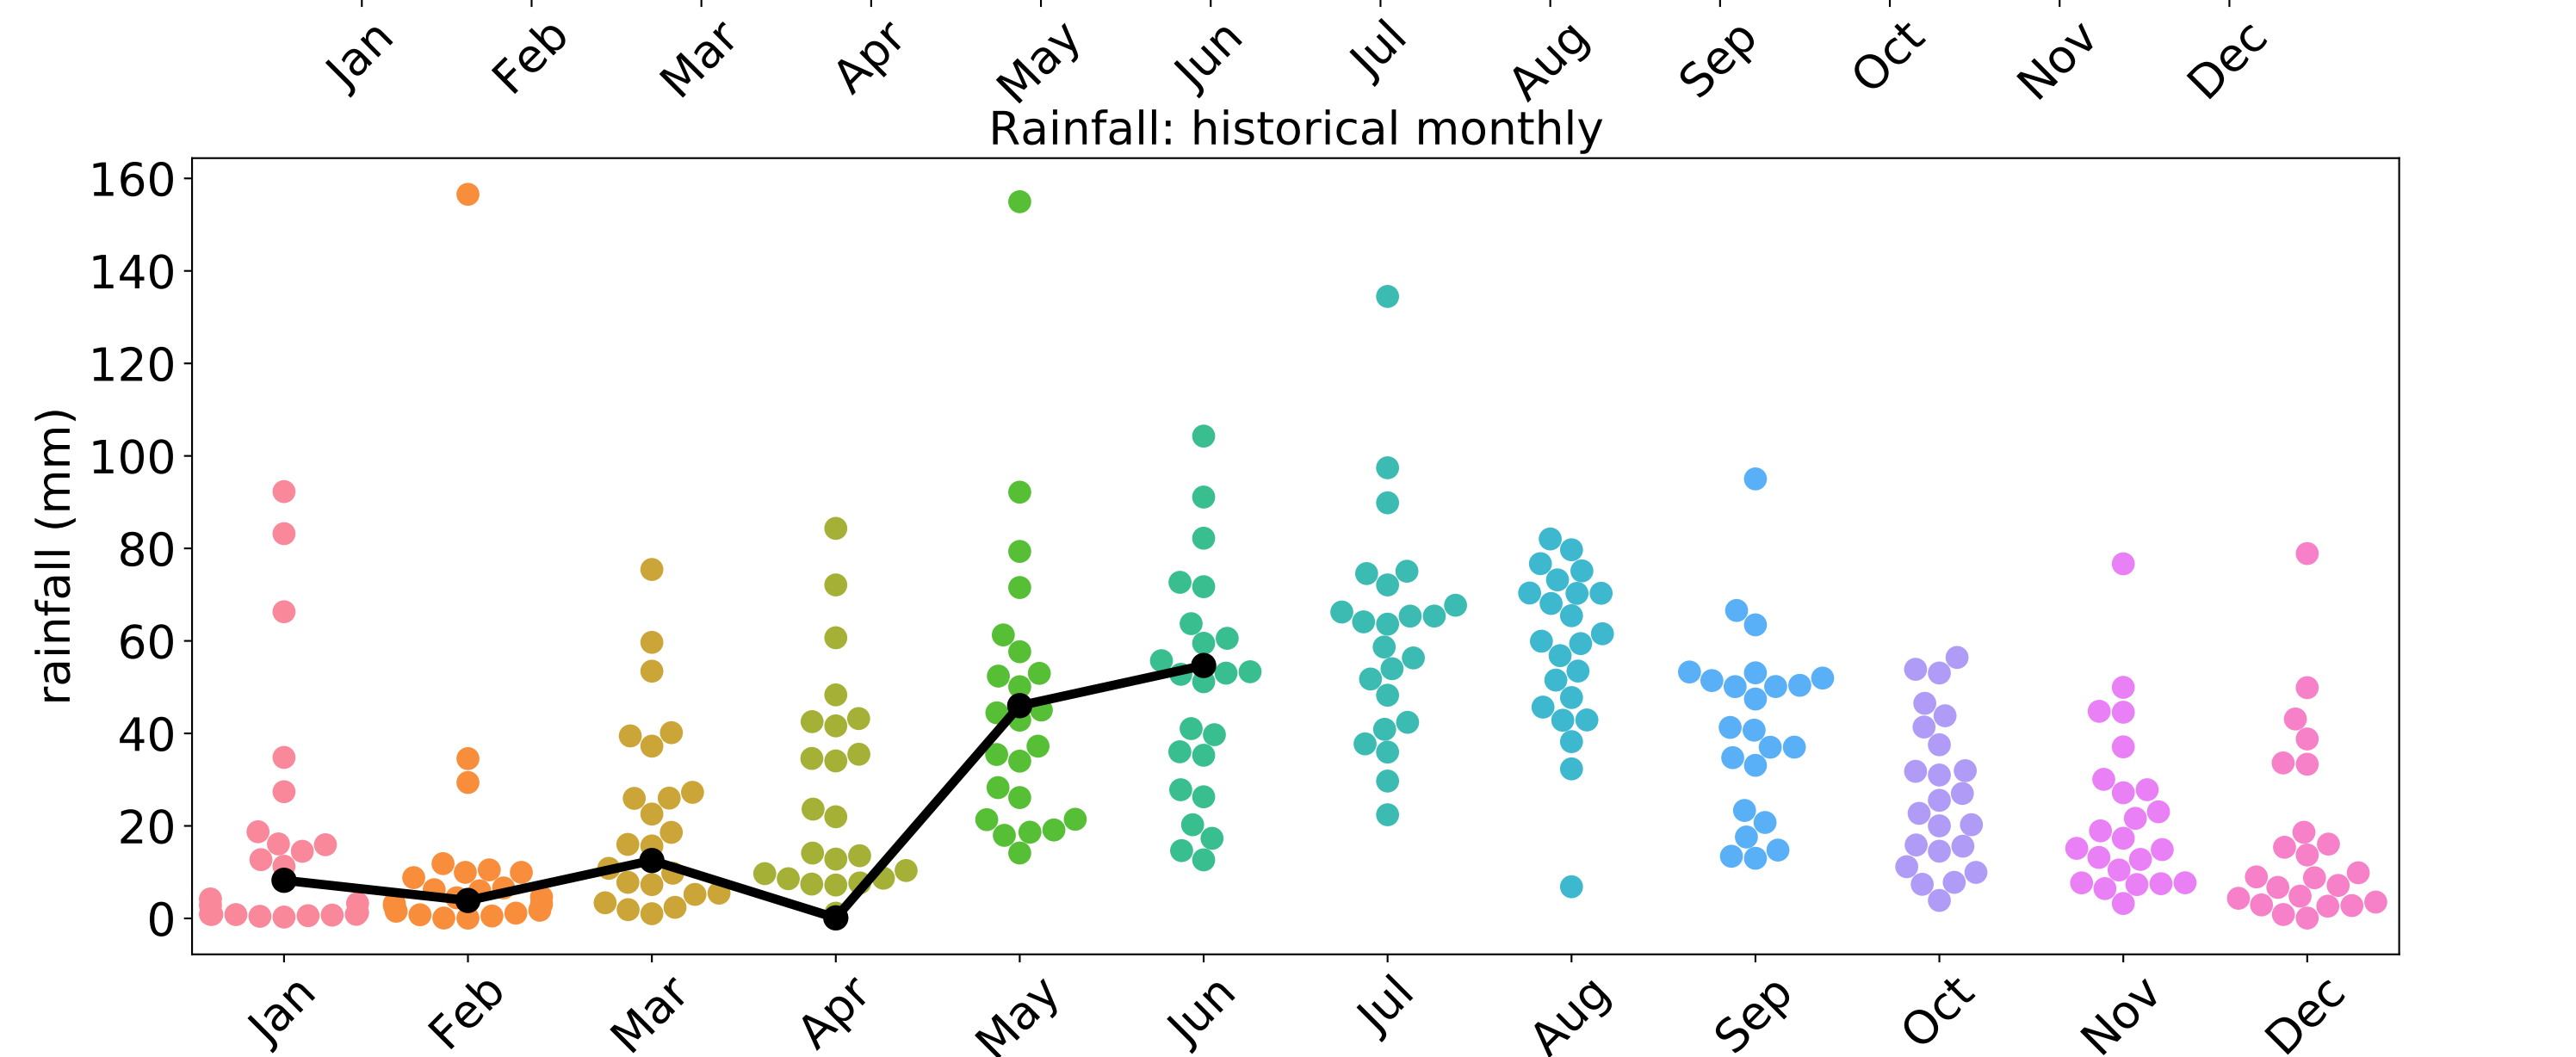 Jan Feb Mar Apr May Jun Jul Aug Sep Oct Nov Dec
Rainfall: historical monthly
160
140
120
100
80
60
40
20
0
rainfall (mm)
Jan Feb Mar Apr May Jun Jul Aug Sep Oct Nov Dec